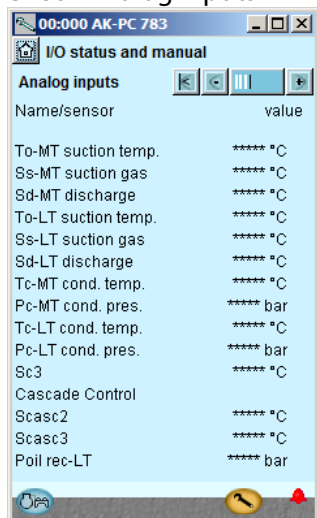 00:000 AK-PC 783
I/O status and manual
Analog inputs
Name/sensor value
To-MT suction temp. ***** °C
Ss-MT suction gas ***** °C
Sd-MT discharge ***** °C
To-LT suction temp. ***** °C
Ss-LT suction gas ***** °C
Sd-LT discharge ***** °C
Tc-MT cond. temp. ***** °C
Pc-MT cond. pres. ***** bar
Tc-LT cond. temp. ***** °C
Pc-LT cond. pres. ***** bar
Sc3 ***** °C
Cascade Control
Scasc2 ***** °C
Scasc3 ***** °C
Poil rec-LT ***** bar